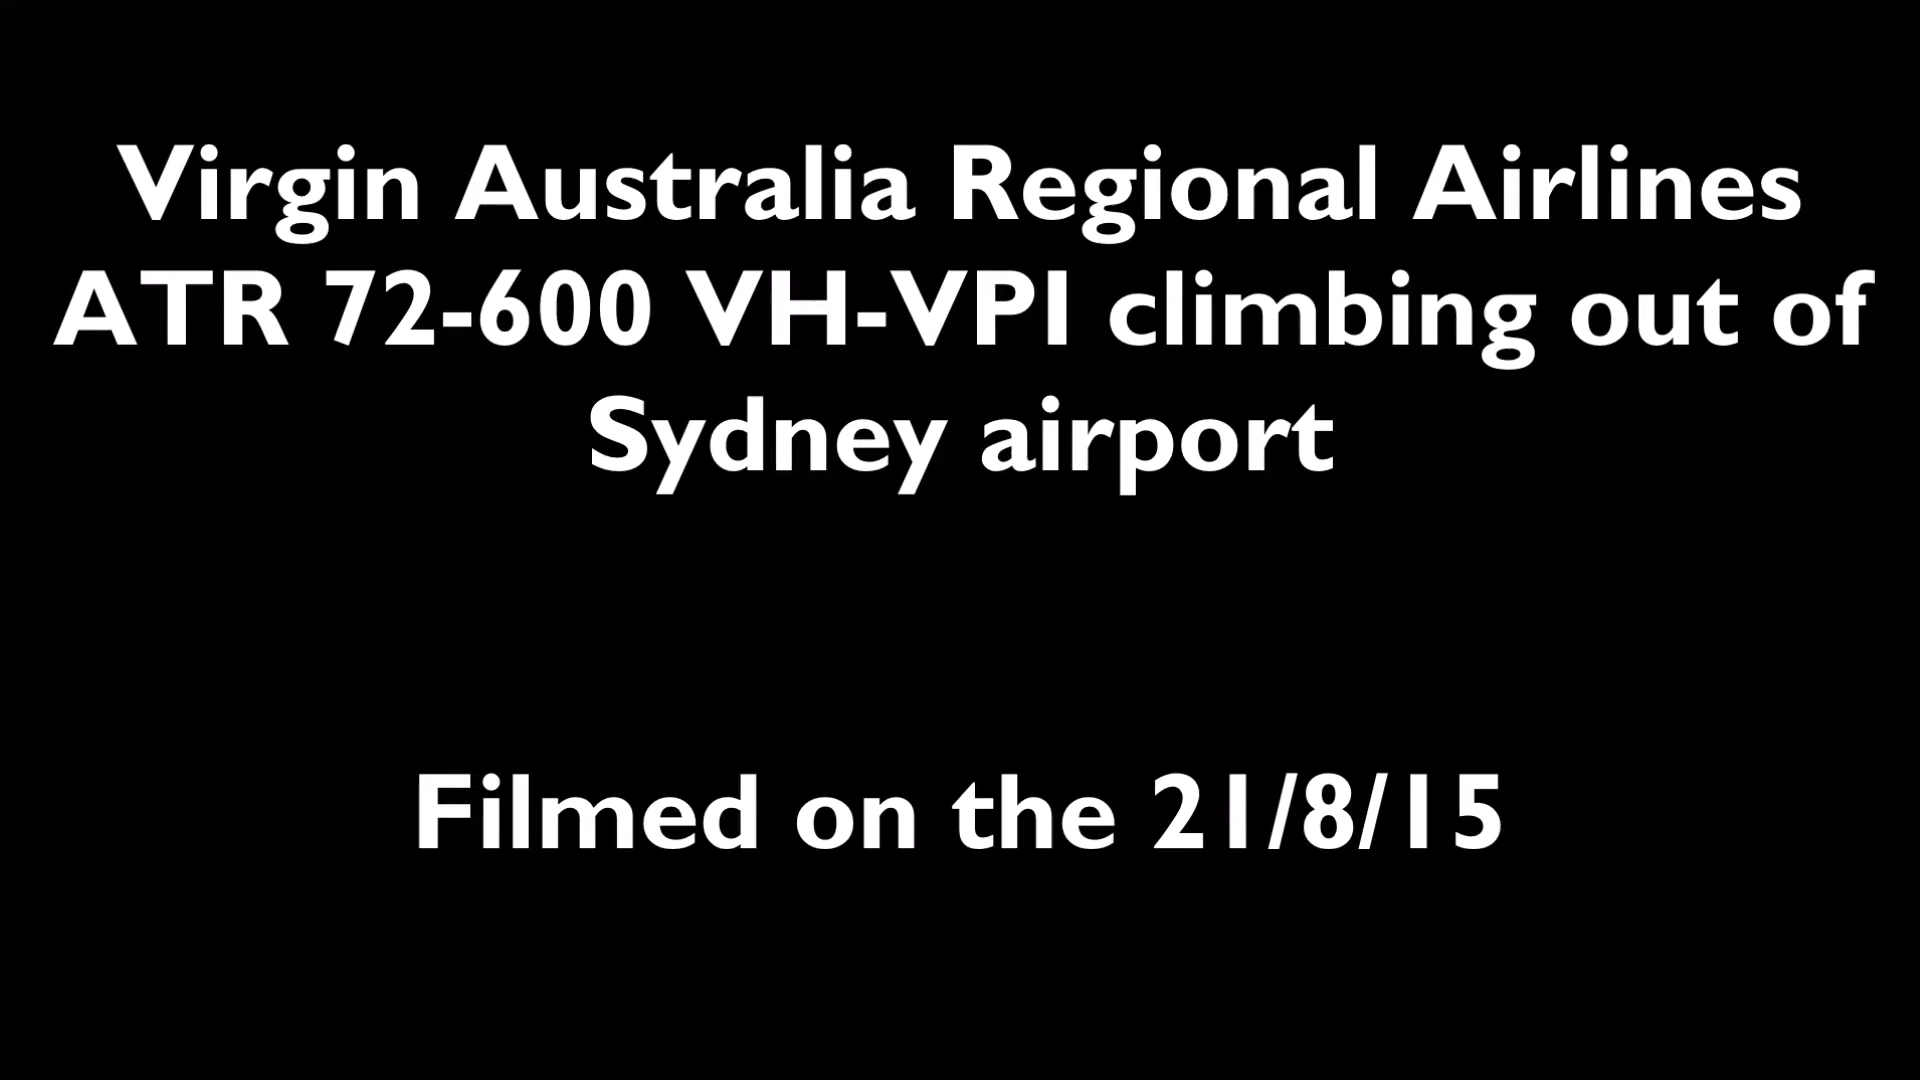 Virgin Australia Regional Airlines
ATR 72-600 VH-VPI climbing out of
Sydney airport
Filmed on the 21/8/15